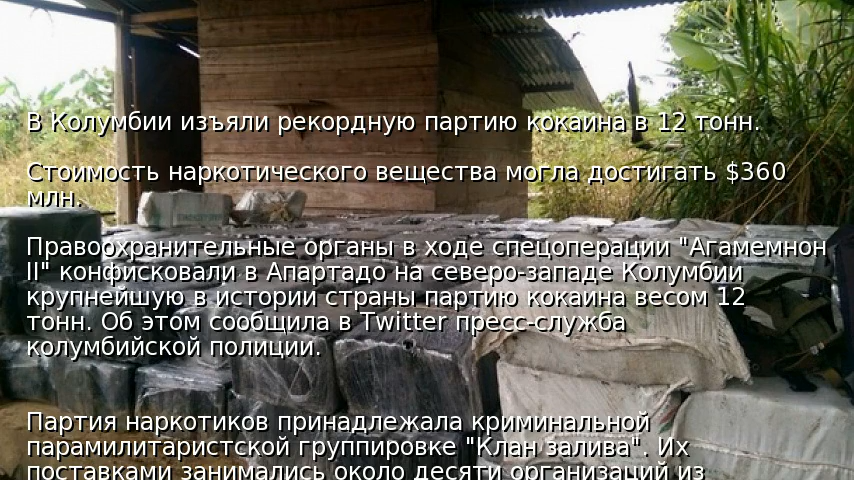 В Колумбии изъяли рекордную партию кокаина в 12 тонн.
Стоимость наркотического вещества могла достигать $360
млн.
Правоохранительные органы в ходе спецоперации "Агамемнон
II" конфисковали в Апартадо на северо-западе Колумбии
крупнейшую в истории страны партию кокаина весом 12
тонн. Об этом сообщила в Twitter пресс-служба
колумбийской полиции.
Партия наркотиков принадлежала криминальной
парамилитаристской группировке "Клан залива". Их
поставками занимались около десяти организаций из